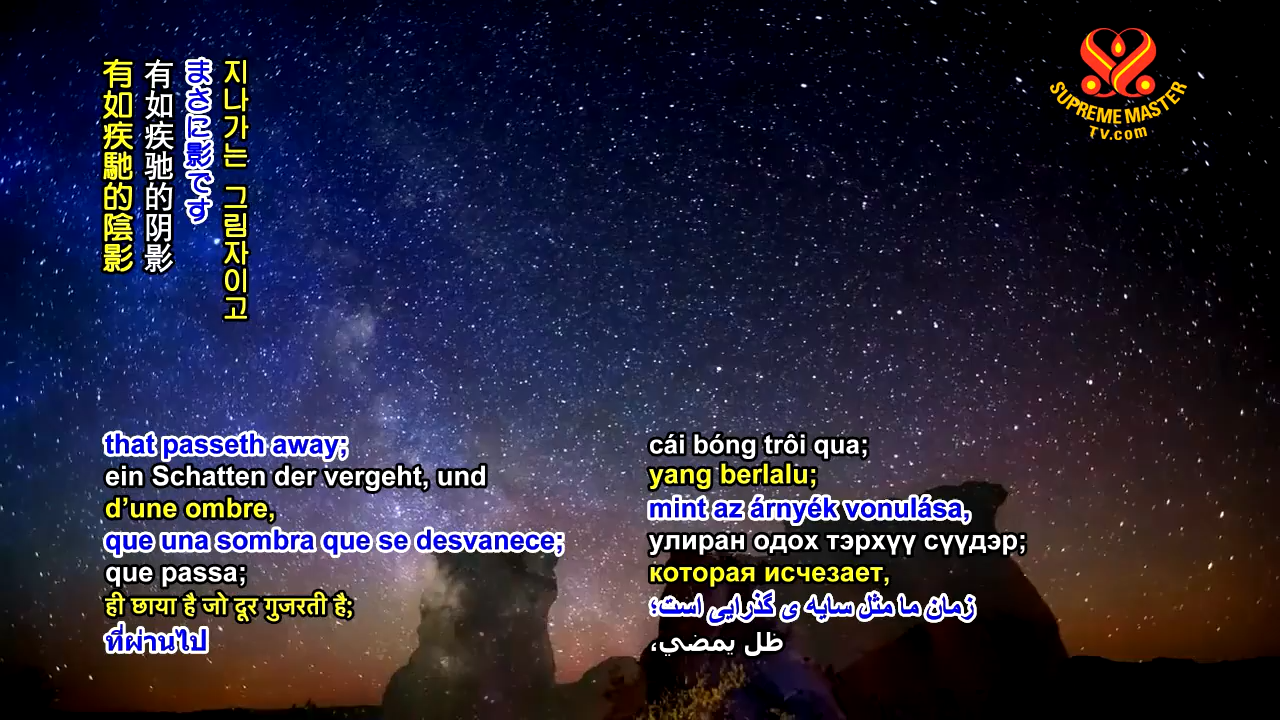 有如疾馳的陰影
有如疾驰的阴影
まさに影です
지나가는 그림자이고
SUPREME MASTER
TV.com
that passeth away;
ein Schatten der vergeht, und
d’une ombre,
que una sombra que se desvanece;
que passa;
ही छाया है जो दूर गुजरती है;
ที่ผ่านไป
cái bóng trôi qua;
yang berlalu;
mint az árnyék vonulása,
улиран одох тэрхүү сүүдэр;
которая исчезает,
زمان ما مثل سایه ی گذرایی است؛
ظل يمضي،